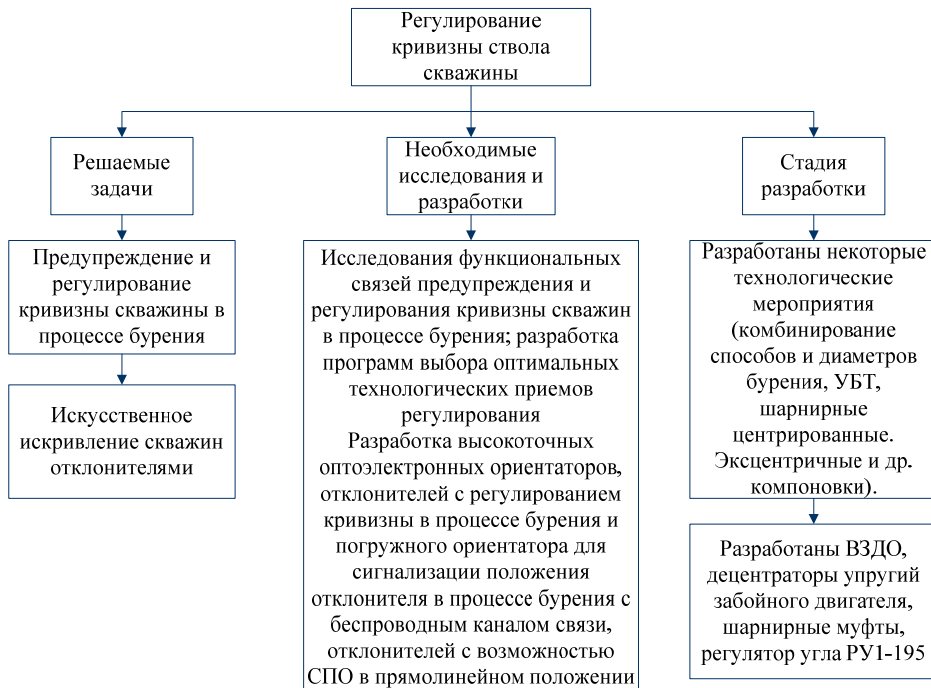 Регулирование
кривизны ствола
скважины
Решаемые
задачи
Необходимые
исследования и
разработки
Стадия
разработки
Предупреждение и
регулирование
кривизны скважины в
процессе бурения
Искусственное
искривление скважин
отклонителями
Исследования функциональных
связей предупреждения и
регулирования кривизны скважин
в процессе бурения; разработка
программ выбора оптимальных
технологических приемов
регулирования
Разработка высокоточных
оптоэлектронных ориентаторов,
отклонителей с регулированием
кривизны в процессе бурения и
погружного ориентатора для
сигнализации положения
отклонителя в процессе бурения с
беспроводным каналом связи,
отклонителей с возможностью
СПО в прямолинейном положении
Разработаны некоторые
технологические
мероприятия
(комбинирование
способов и диаметров
бурения, УБТ,
шарнирные
центрированные.
Эксцентричные и др.
компоновки).
Разработаны ВЗДО,
децентраторы упругий
забойного двигателя,
шарнирные муфты,
регулятор угла РУ1-195